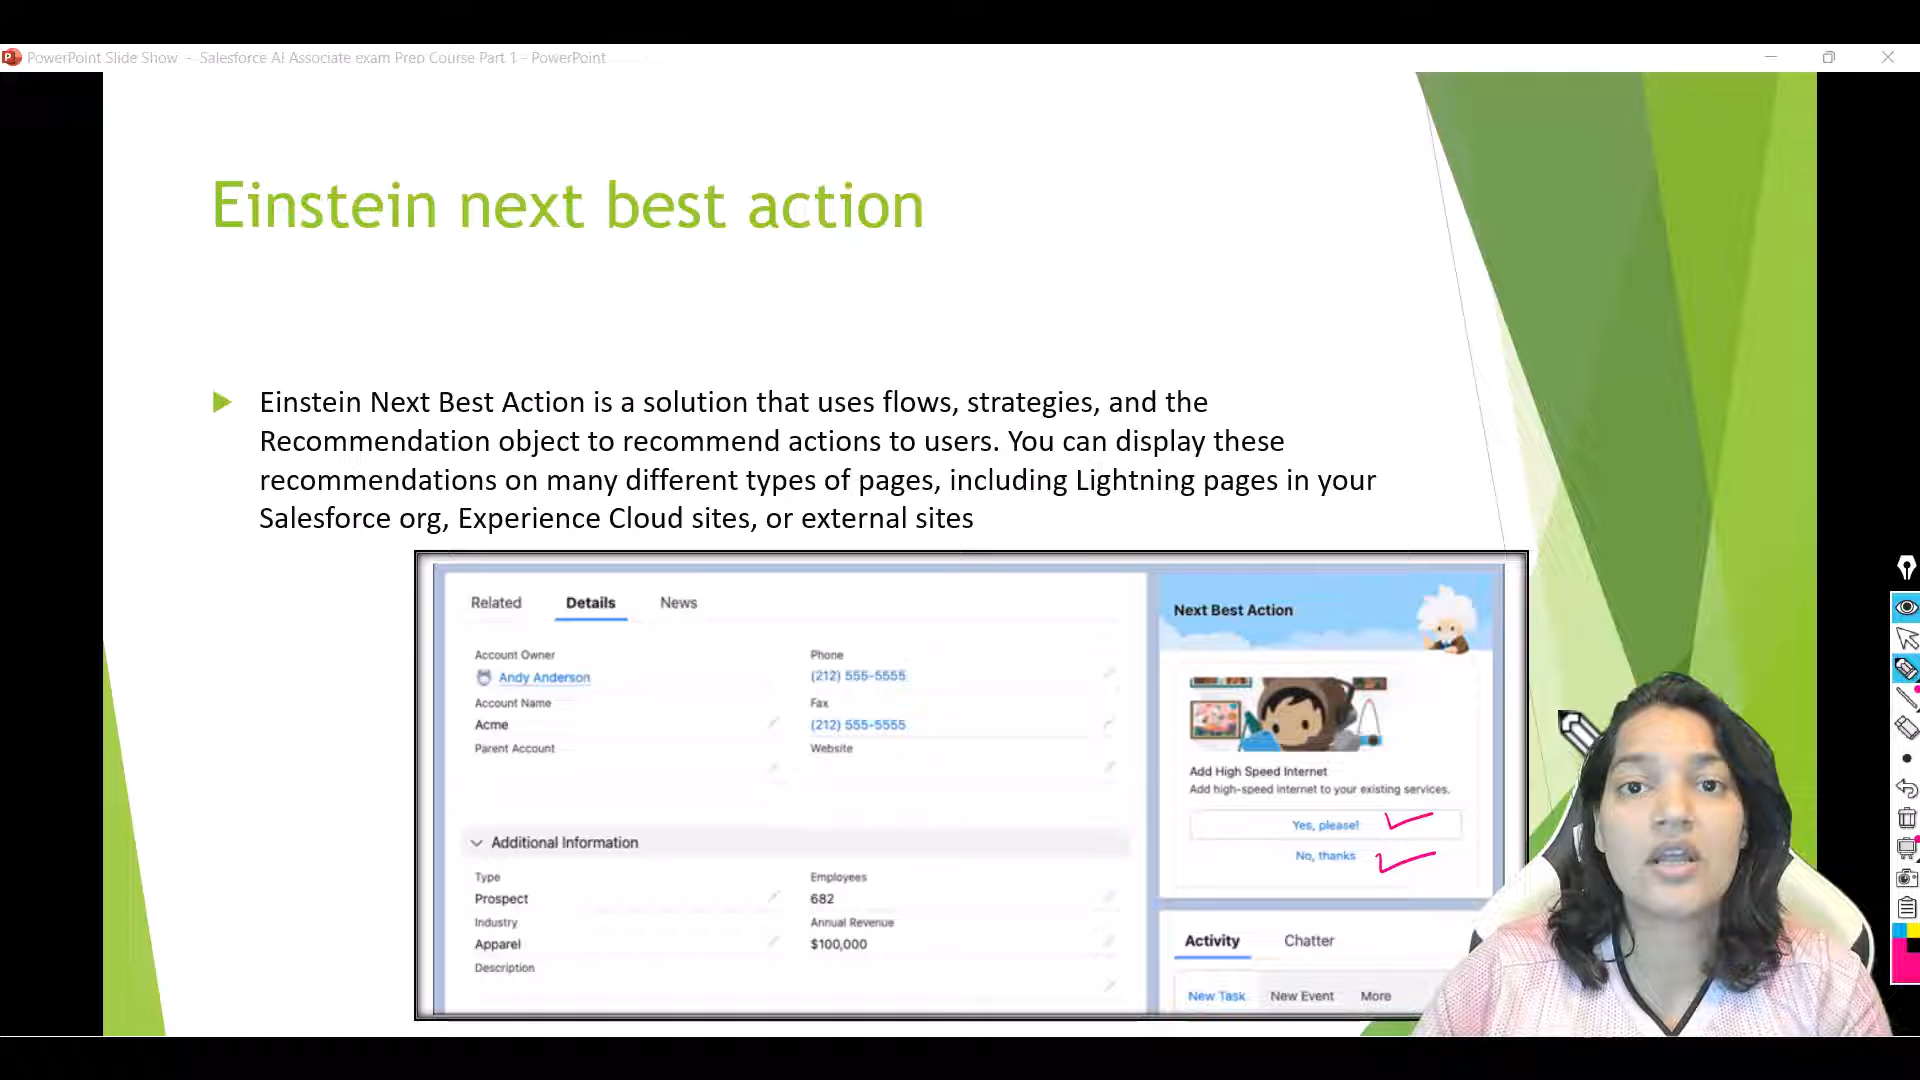 PowerPoint Slide Show - Salesforce AI Associate exam Prep Course Part 1 - PowerPoint
Einstein next best action
Einstein Next Best Action is a solution that uses flows, strategies, and the
Recommendation object to recommend actions to users. You can display these
recommendations on many different types of pages, including Lightning pages in your
Salesforce org, Experience Cloud sites, or external sites
Related Details News
Account Owner
Andy Anderson
Phone
(212) 555-5555
Account Name
Acme
Fax
(212) 555-5555
Parent Account
Website
Additional Information
Type
Prospect
Employees
682
Industry
Apparel
Annual Revenue
$100,000
Description
Next Best Action
Add High Speed Internet
Add high-speed internet to your existing services.
Yes, please!
No, thanks
Activity Chatter
New Task New Event More